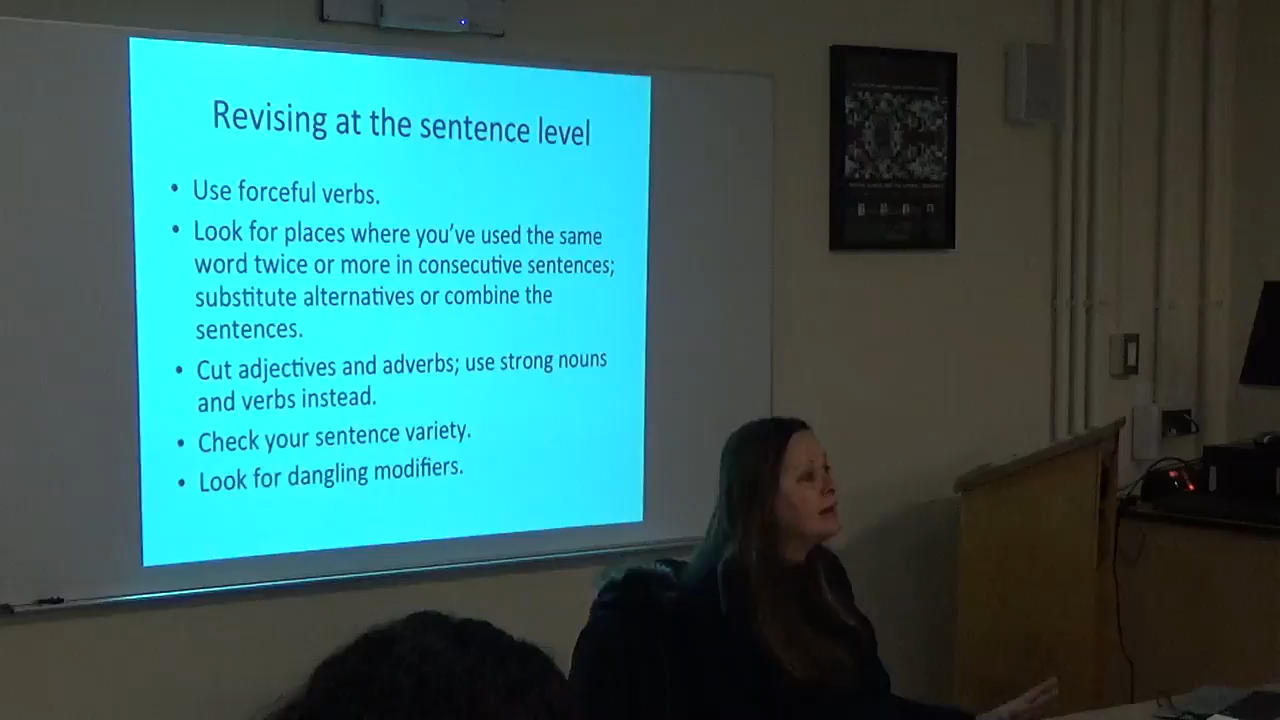 Revising at the sentence level
• Use forceful verbs.
• Look for places where you've used the same
word twice or more in consecutive sentences;
substitute alternatives or combine the
sentences.
• Cut adjectives and adverbs; use strong nouns
and verbs instead.
• Check your sentence variety.
• Look for dangling modifiers.